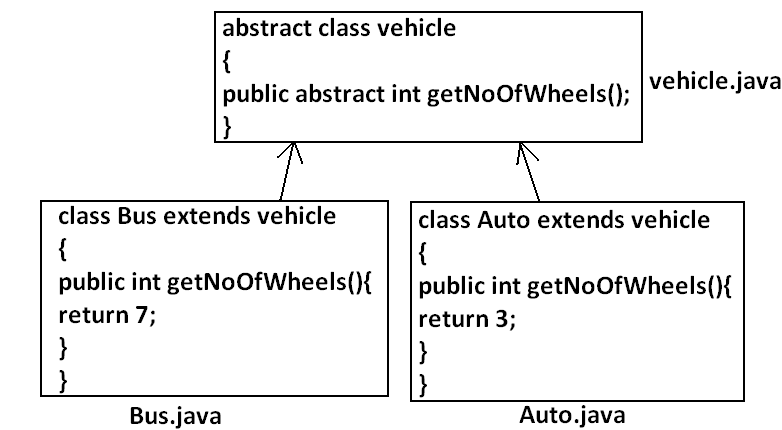 abstract class vehicle
{
public abstract int getNoOfWheels();
}
vehicle.java
class Bus extends vehicle
{
public int getNoOfWheels(){
return 7;
}
}
Bus.java
class Auto extends vehicle
{
public int getNoOfWheels(){
return 3;
}
}
Auto.java